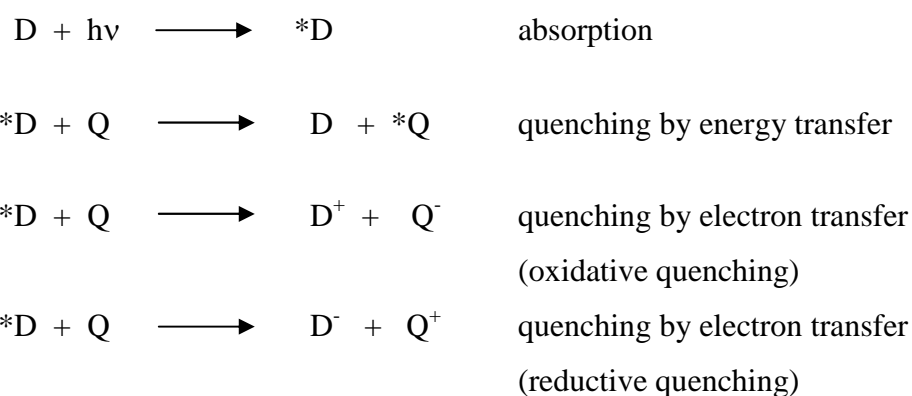 D + hν ⟶ *D absorption
*D + Q ⟶ D + *Q quenching by energy transfer
*D + Q ⟶ D⁺ + Q⁻ quenching by electron transfer
(oxidative quenching)
*D + Q ⟶ D⁻ + Q⁺ quenching by electron transfer
(reductive quenching)